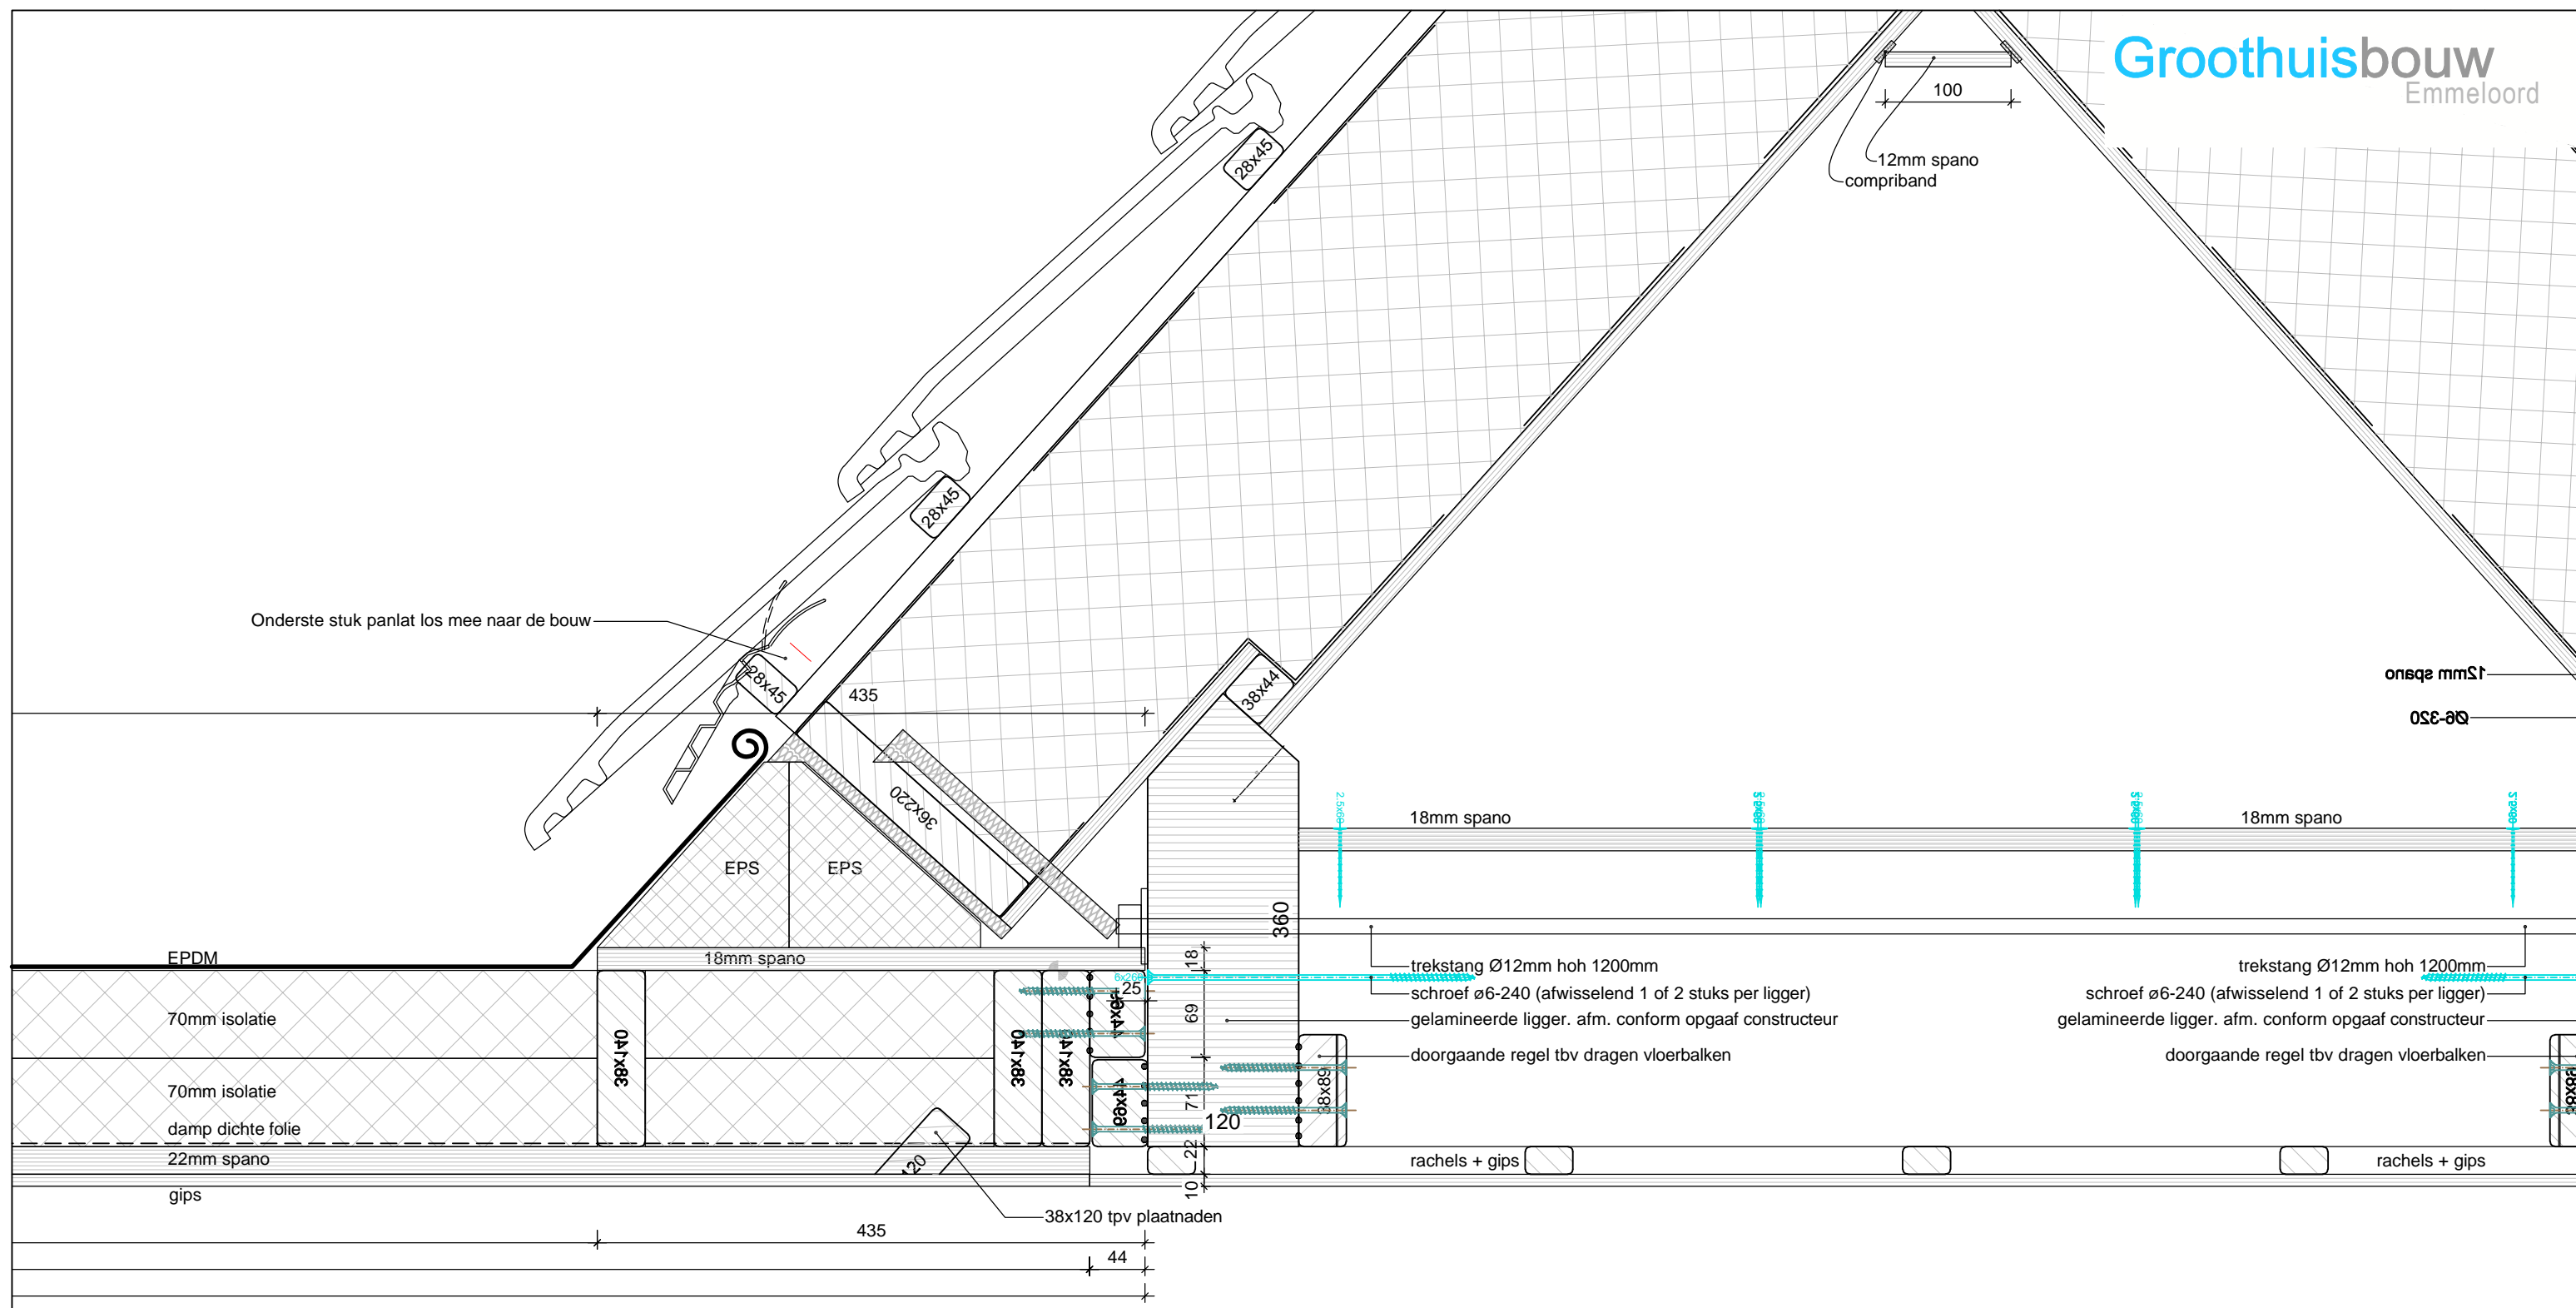 Groothuisbouw
Emmeloord
100
12mm spano
compriband
28x45
28x45
Onderste stuk panlat los mee naar de bouw
28x45
435
38x44
12mm spano
Ø6-320
36x220
EPS
EPS
18mm spano
18mm spano
2.5x60
360
EPDM
18mm spano
18
trekstang Ø12mm hoh 1200mm
trekstang Ø12mm hoh 1200mm
25
schroef ø6-240 (afwisselend 1 of 2 stuks per ligger)
schroef ø6-240 (afwisselend 1 of 2 stuks per ligger)
70mm isolatie
69
gelamineerde ligger. afm. conform opgaaf constructeur
gelamineerde ligger. afm. conform opgaaf constructeur
38x140
38x140
38x140
44x69
doorgaande regel tbv dragen vloerbalken
doorgaande regel tbv dragen vloerbalken
70mm isolatie
71
38x89
38x89
120
damp dichte folie
22mm spano
22
rachels + gips
rachels + gips
gips
10
38x120 tpv plaatnaden
435
44